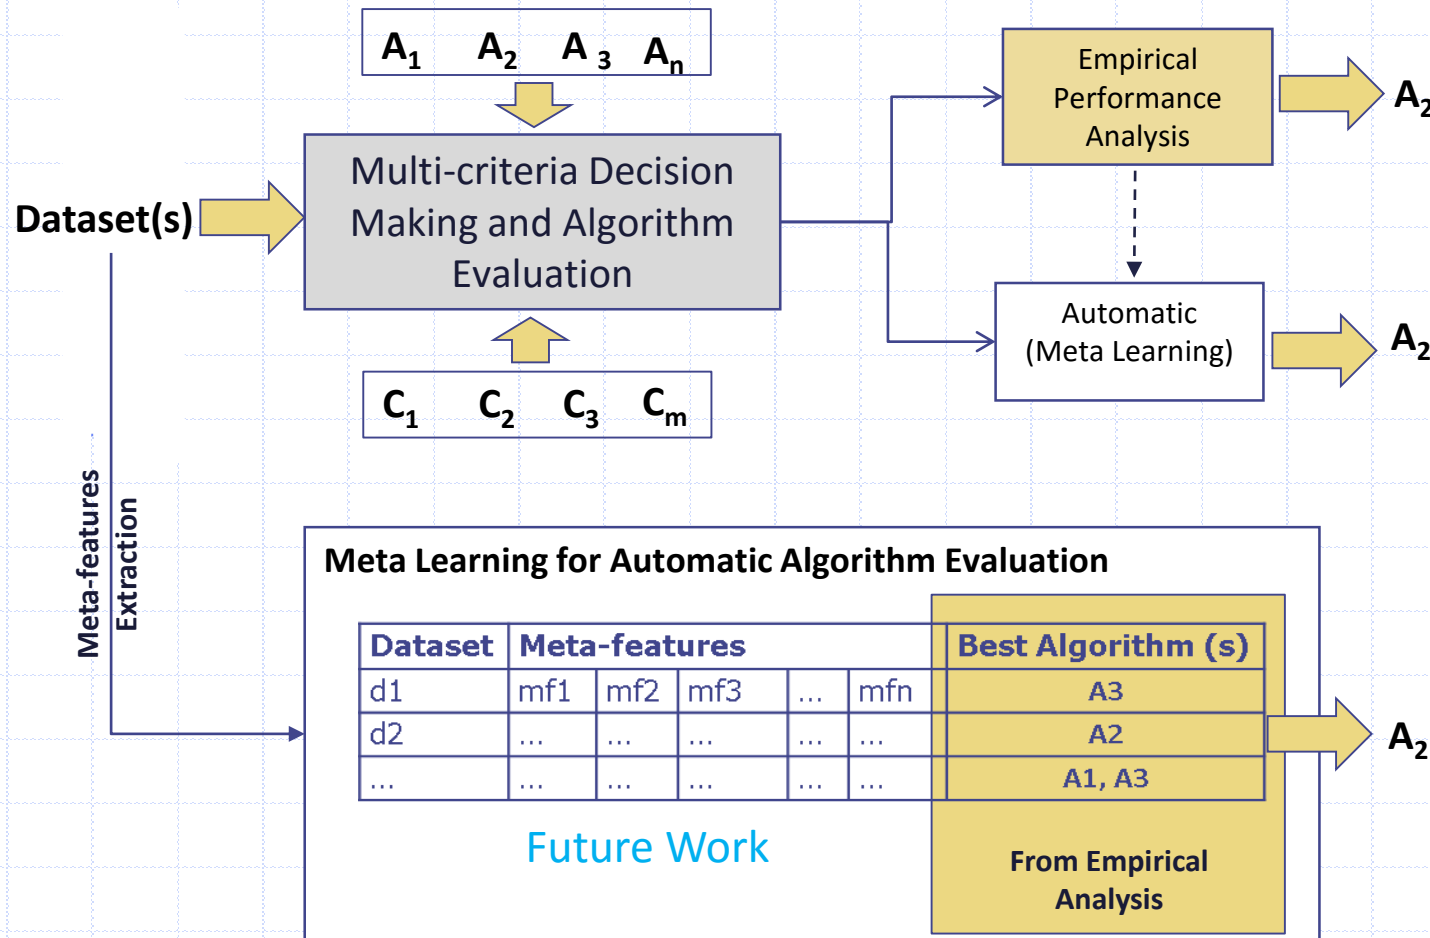 A1 A2 A 3 An
Empirical
Performance
Analysis
A2
Multi-criteria Decision
Making and Algorithm
Evaluation
Dataset(s)
Automatic
(Meta Learning)
A2
C1 C2 C3 Cm
Meta-features
Extraction
Meta Learning for Automatic Algorithm Evaluation
Dataset Meta-features Best Algorithm (s)
d1 mf1 mf2 mf3 ... mfn A3
d2 ... ... ... ... ... A2
... ... ... ... ... ... A1, A3
A2
Future Work
From Empirical
Analysis